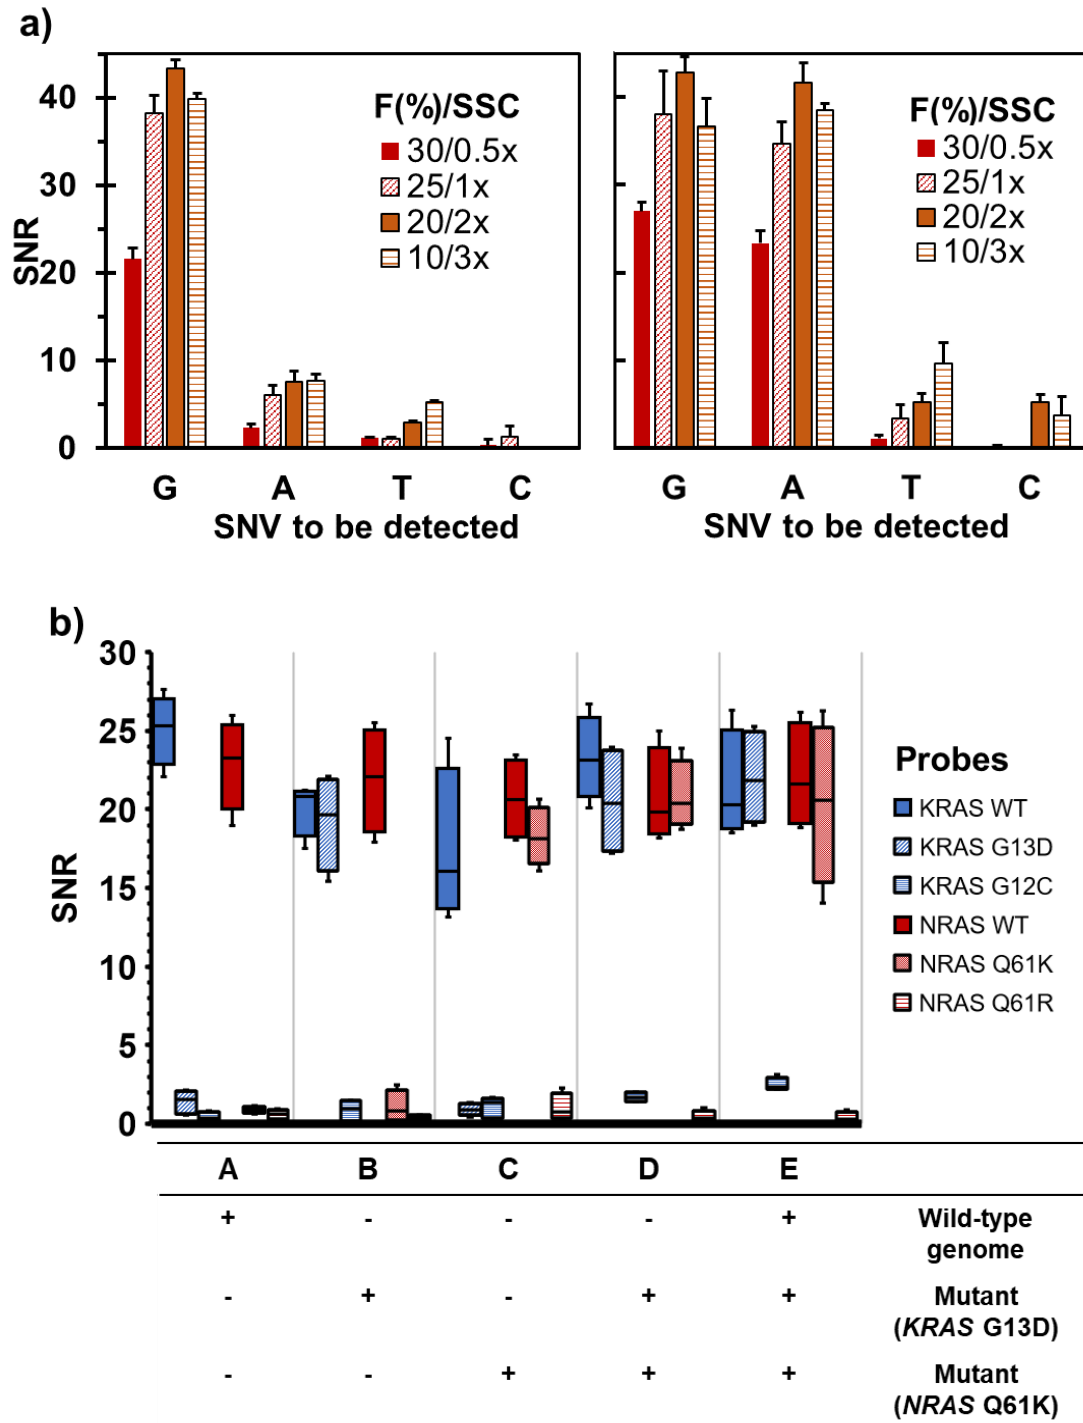 a)
SNR
40
30
20
10
0
F(%)/SSC
30/0.5x
25/1x
20/2x
10/3x
G A T C
SNV to be detected
F(%)/SSC
30/0.5x
25/1x
20/2x
10/3x
G A T C
SNV to be detected
b)
SNR
30
25
20
15
10
5
0
Probes
KRAS WT
KRAS G13D
KRAS G12C
NRAS WT
NRAS Q61K
NRAS Q61R
A B C D E
+ - - - + Wild-type
genome
- + - + + Mutant
(KRAS G13D)
- - + + + Mutant
(NRAS Q61K)